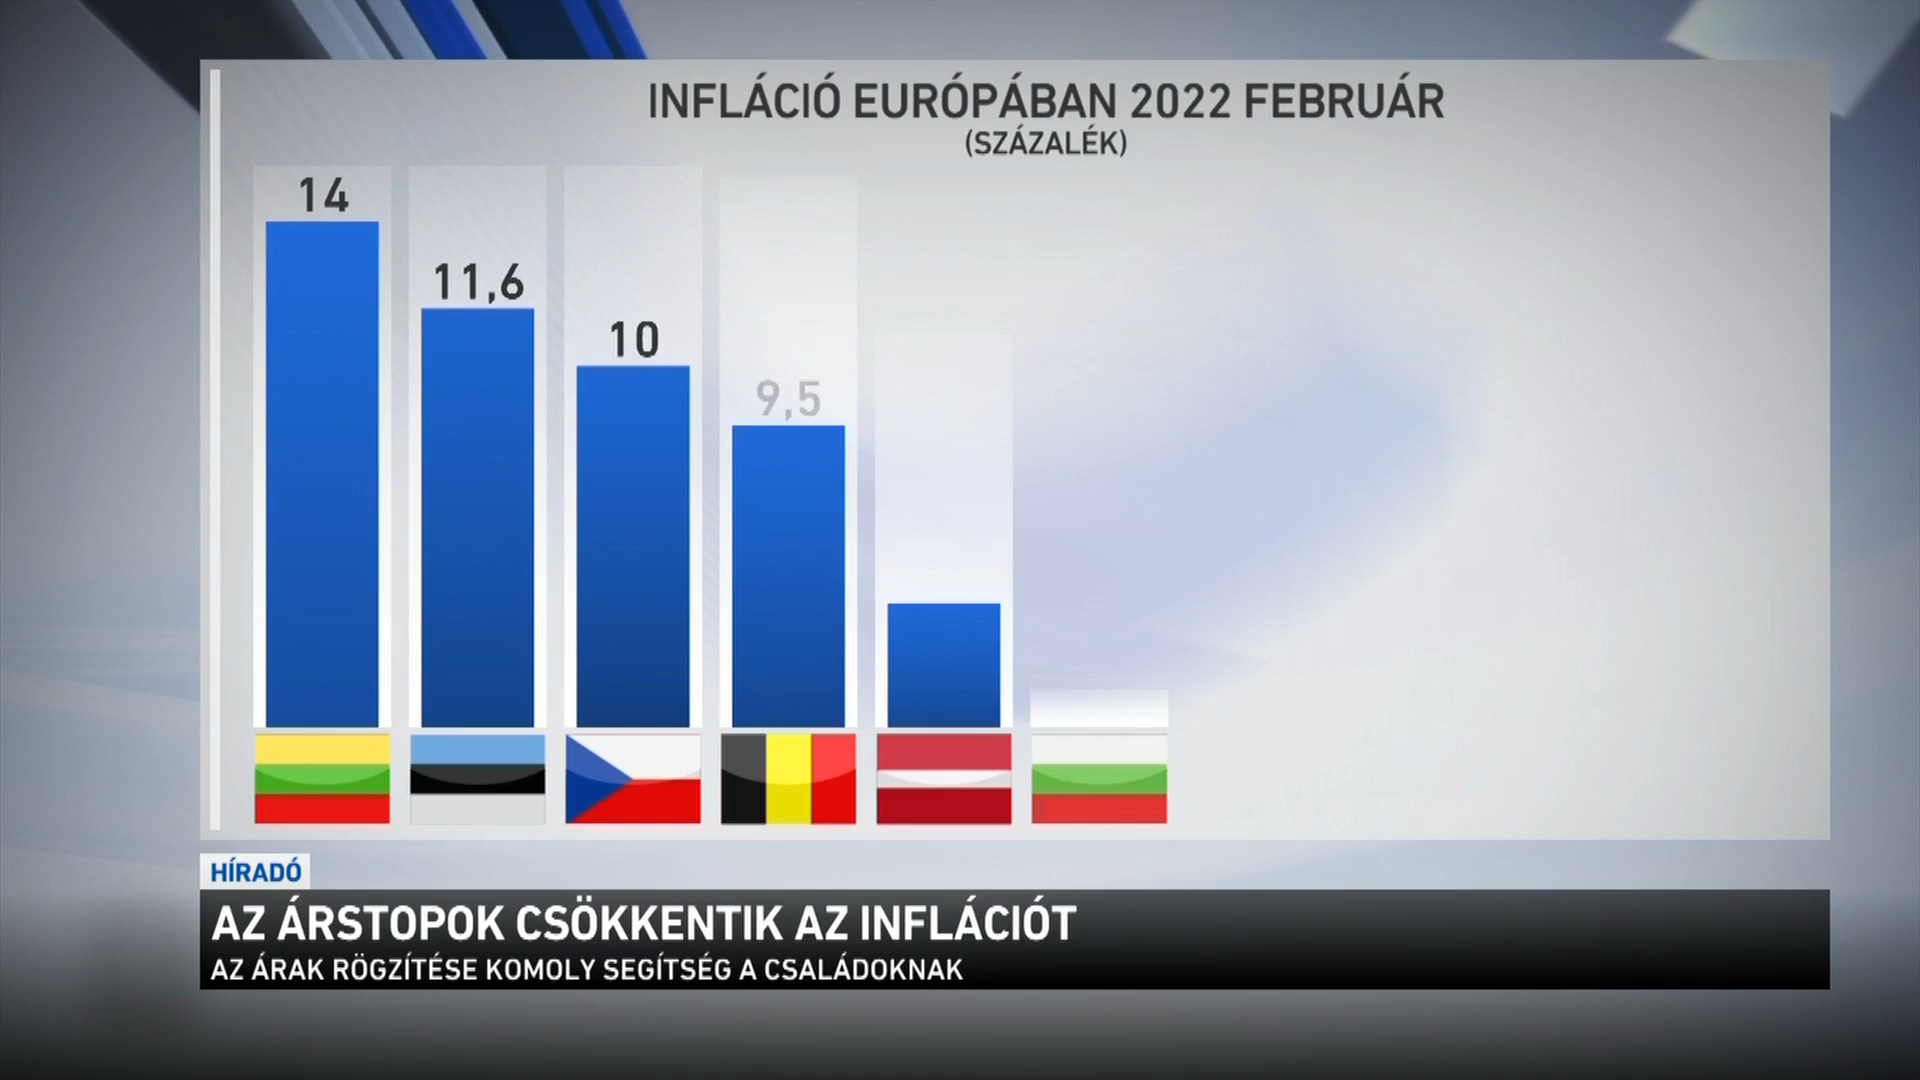 INFLÁCIÓ EURÓPÁBAN 2022 FEBRUÁR
(SZÁZALÉK)
14
11,6
10
9,5
HÍRADÓ
AZ ÁRSTOPOK CSÖKKENTIK AZ INFLÁCIÓT
AZ ÁRAK RÖGZÍTÉSE KOMOLY SEGÍTSÉG A CSALÁDOKNAK